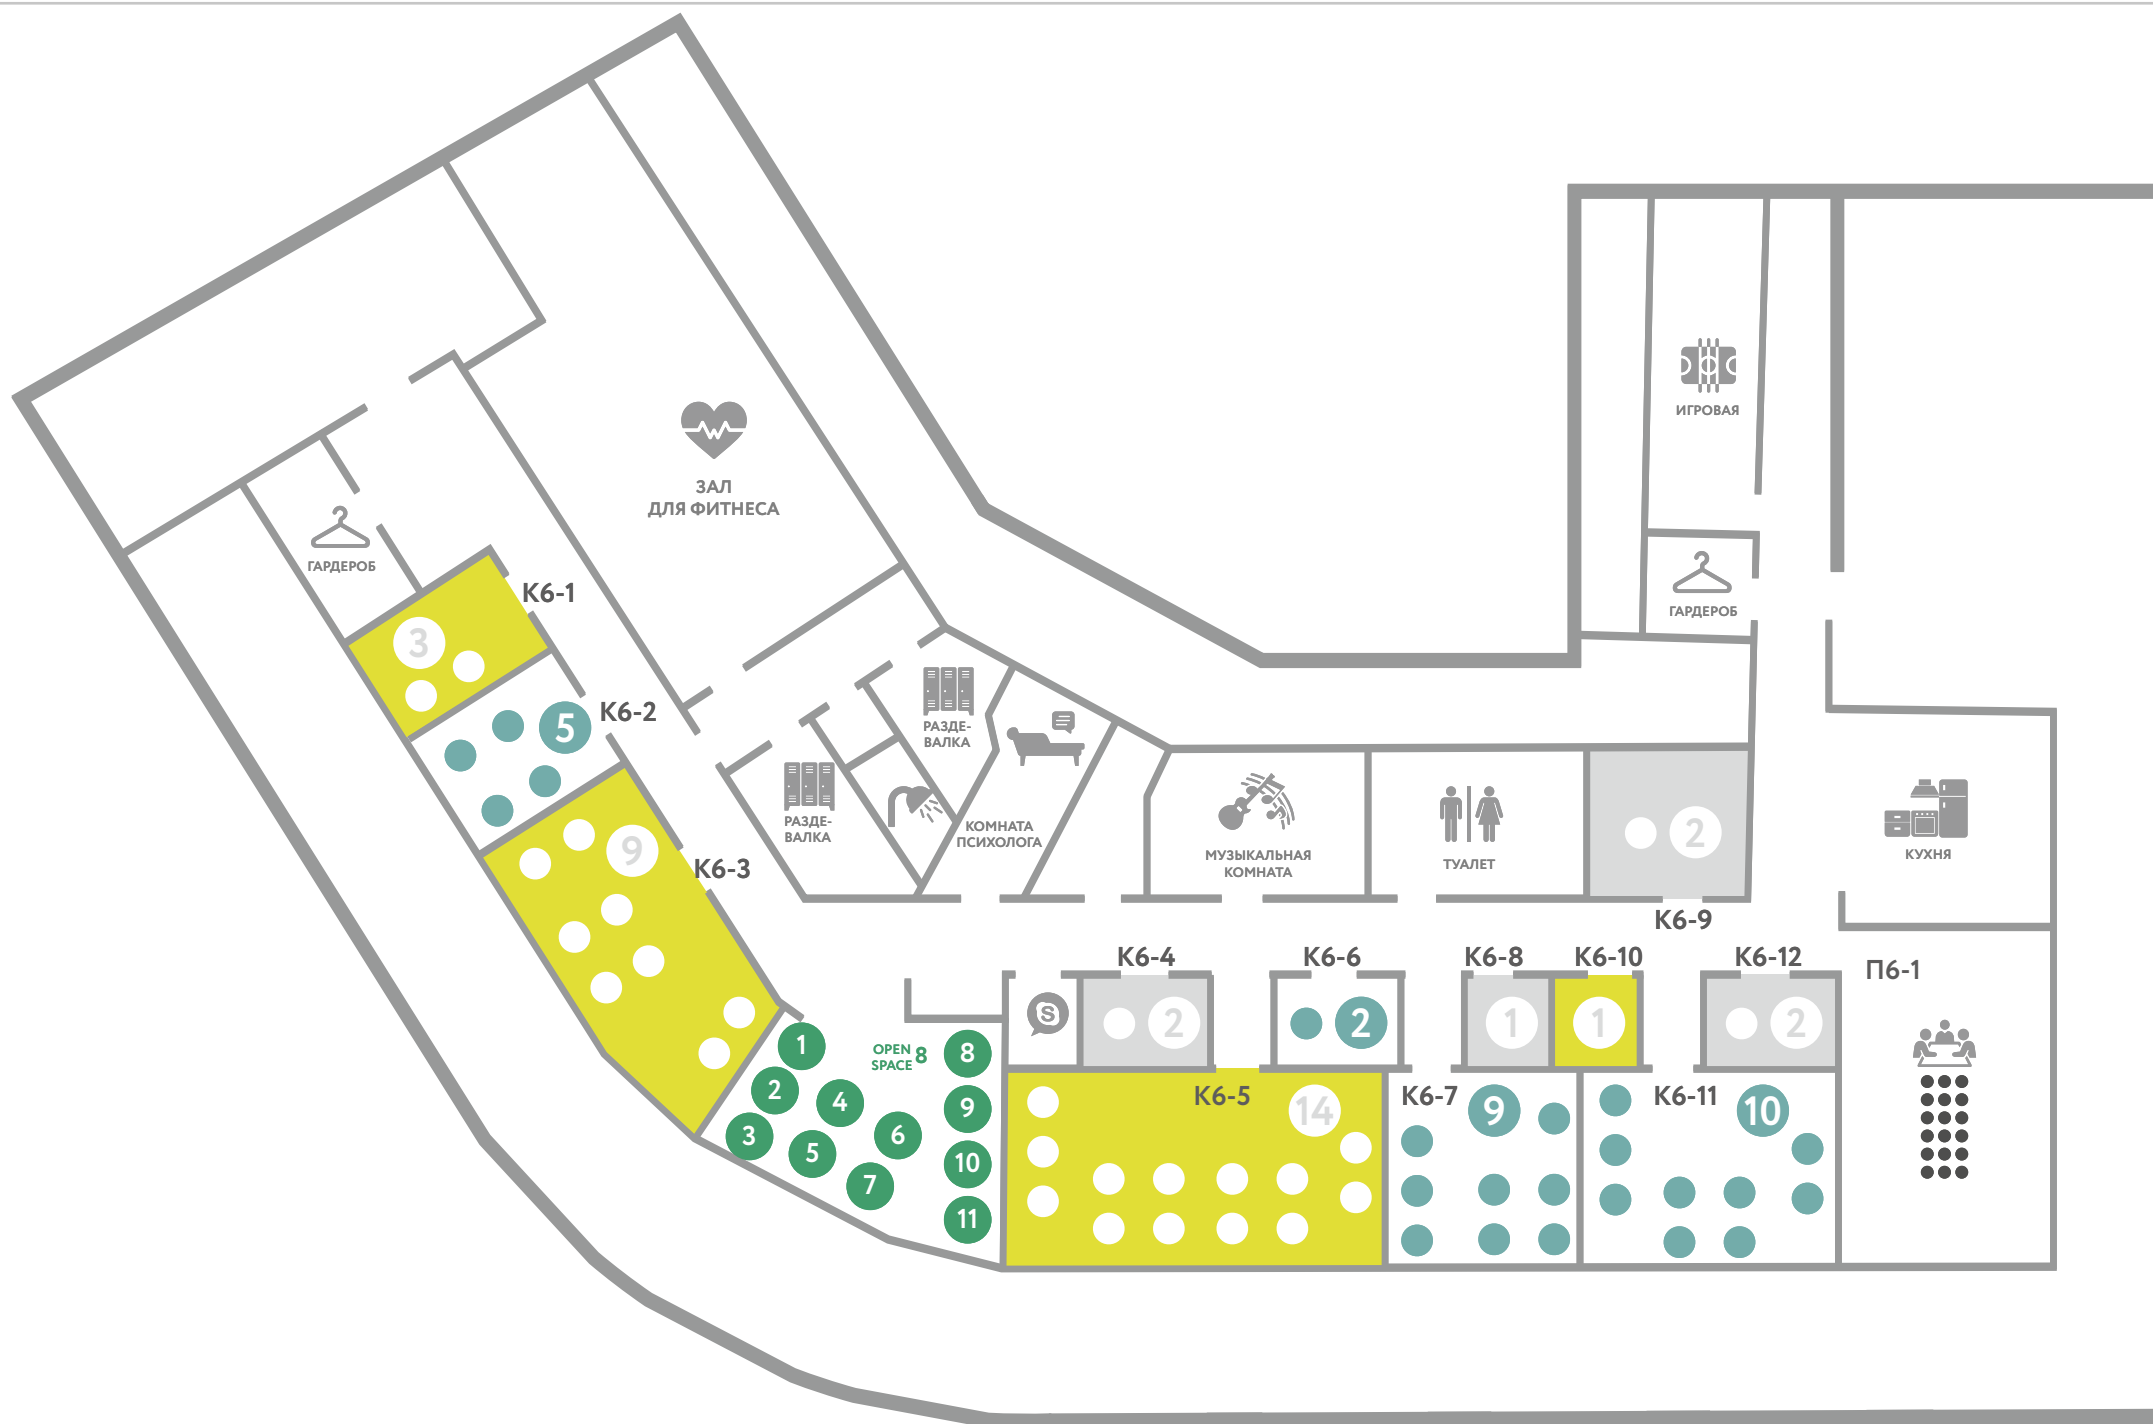 ИГРОВАЯ
ЗАЛ
ДЛЯ ФИТНЕСА
ГАРДЕРОБ
К6-1
ГАРДЕРОБ
3
К6-2
5
РАЗДЕ-
ВАЛКА
РАЗДЕ-
ВАЛКА
КОМНАТА
ПСИХОЛОГА
МУЗЫКАЛЬНАЯ
КОМНАТА
ТУАЛЕТ
2
КУХНЯ
9
К6-3
К6-9
К6-4
К6-6
К6-8
К6-10
К6-12
П6-1
S
2
2
1
1
2
OPEN
SPACE 8
1
2
3
4
5
6
7
8
9
10
11
К6-5
14
К6-7
9
К6-11
10